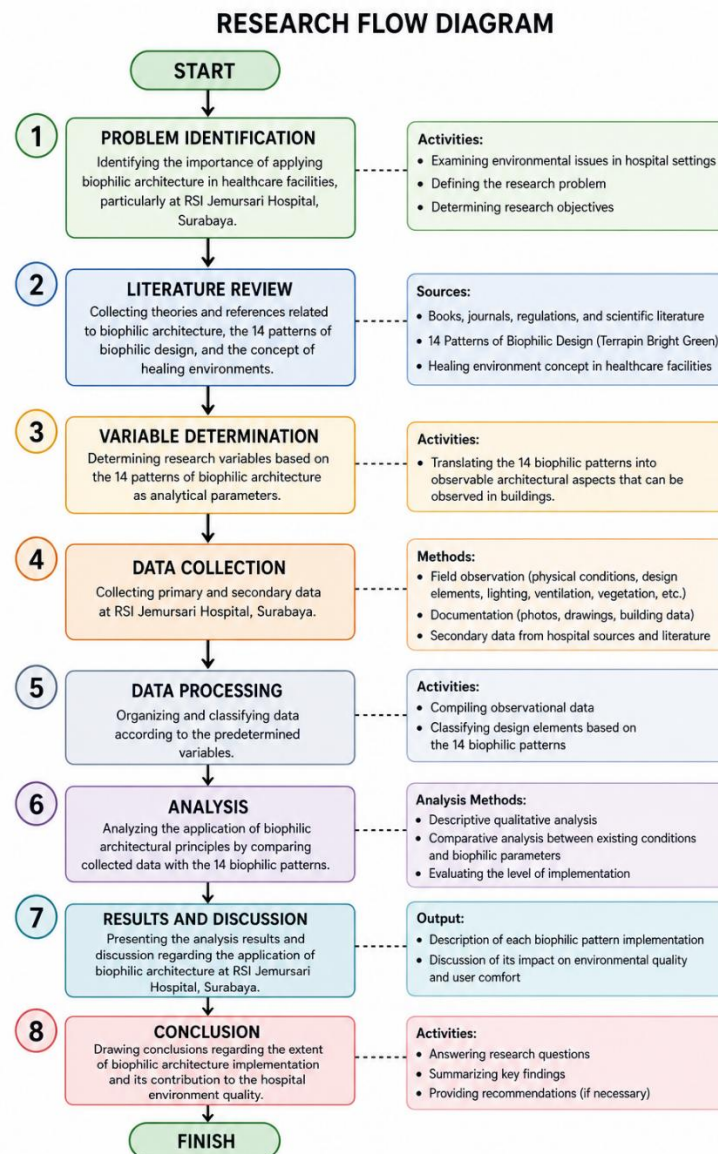 RESEARCH FLOW DIAGRAM
START
1
PROBLEM IDENTIFICATION
Identifying the importance of applying
biophilic architecture in healthcare facilities,
particularly at RSI Jemursari Hospital,
Surabaya.
Activities:
• Examining environmental issues in hospital settings
• Defining the research problem
• Determining research objectives
2
LITERATURE REVIEW
Collecting theories and references related
to biophilic architecture, the 14 patterns of
biophilic design, and the concept of
healing environments.
Sources:
• Books, journals, regulations, and scientific literature
• 14 Patterns of Biophilic Design (Terrapin Bright Green)
• Healing environment concept in healthcare facilities
3
VARIABLE DETERMINATION
Determining research variables based on
the 14 patterns of biophilic architecture
as analytical parameters.
Activities:
• Translating the 14 biophilic patterns into
observable architectural aspects that can be
observed in buildings.
4
DATA COLLECTION
Collecting primary and secondary data
at RSI Jemursari Hospital, Surabaya.
Methods:
• Field observation (physical conditions, design
elements, lighting, ventilation, vegetation, etc.)
• Documentation (photos, drawings, building data)
• Secondary data from hospital sources and literature
5
DATA PROCESSING
Organizing and classifying data
according to the predetermined
variables.
Activities:
• Compiling observational data
• Classifying design elements based on
the 14 biophilic patterns
6
ANALYSIS
Analyzing the application of biophilic
architectural principles by comparing
collected data with the 14 biophilic patterns.
Analysis Methods:
• Descriptive qualitative analysis
• Comparative analysis between existing conditions
and biophilic parameters
• Evaluating the level of implementation
7
RESULTS AND DISCUSSION
Presenting the analysis results and
discussion regarding the application of
biophilic architecture at RSI Jemursari
Hospital, Surabaya.
Output:
• Description of each biophilic pattern implementation
• Discussion of its impact on environmental quality
and user comfort
8
CONCLUSION
Drawing conclusions regarding the extent
of biophilic architecture implementation
and its contribution to the hospital
environment quality.
Activities:
• Answering research questions
• Summarizing key findings
• Providing recommendations (if necessary)
FINISH